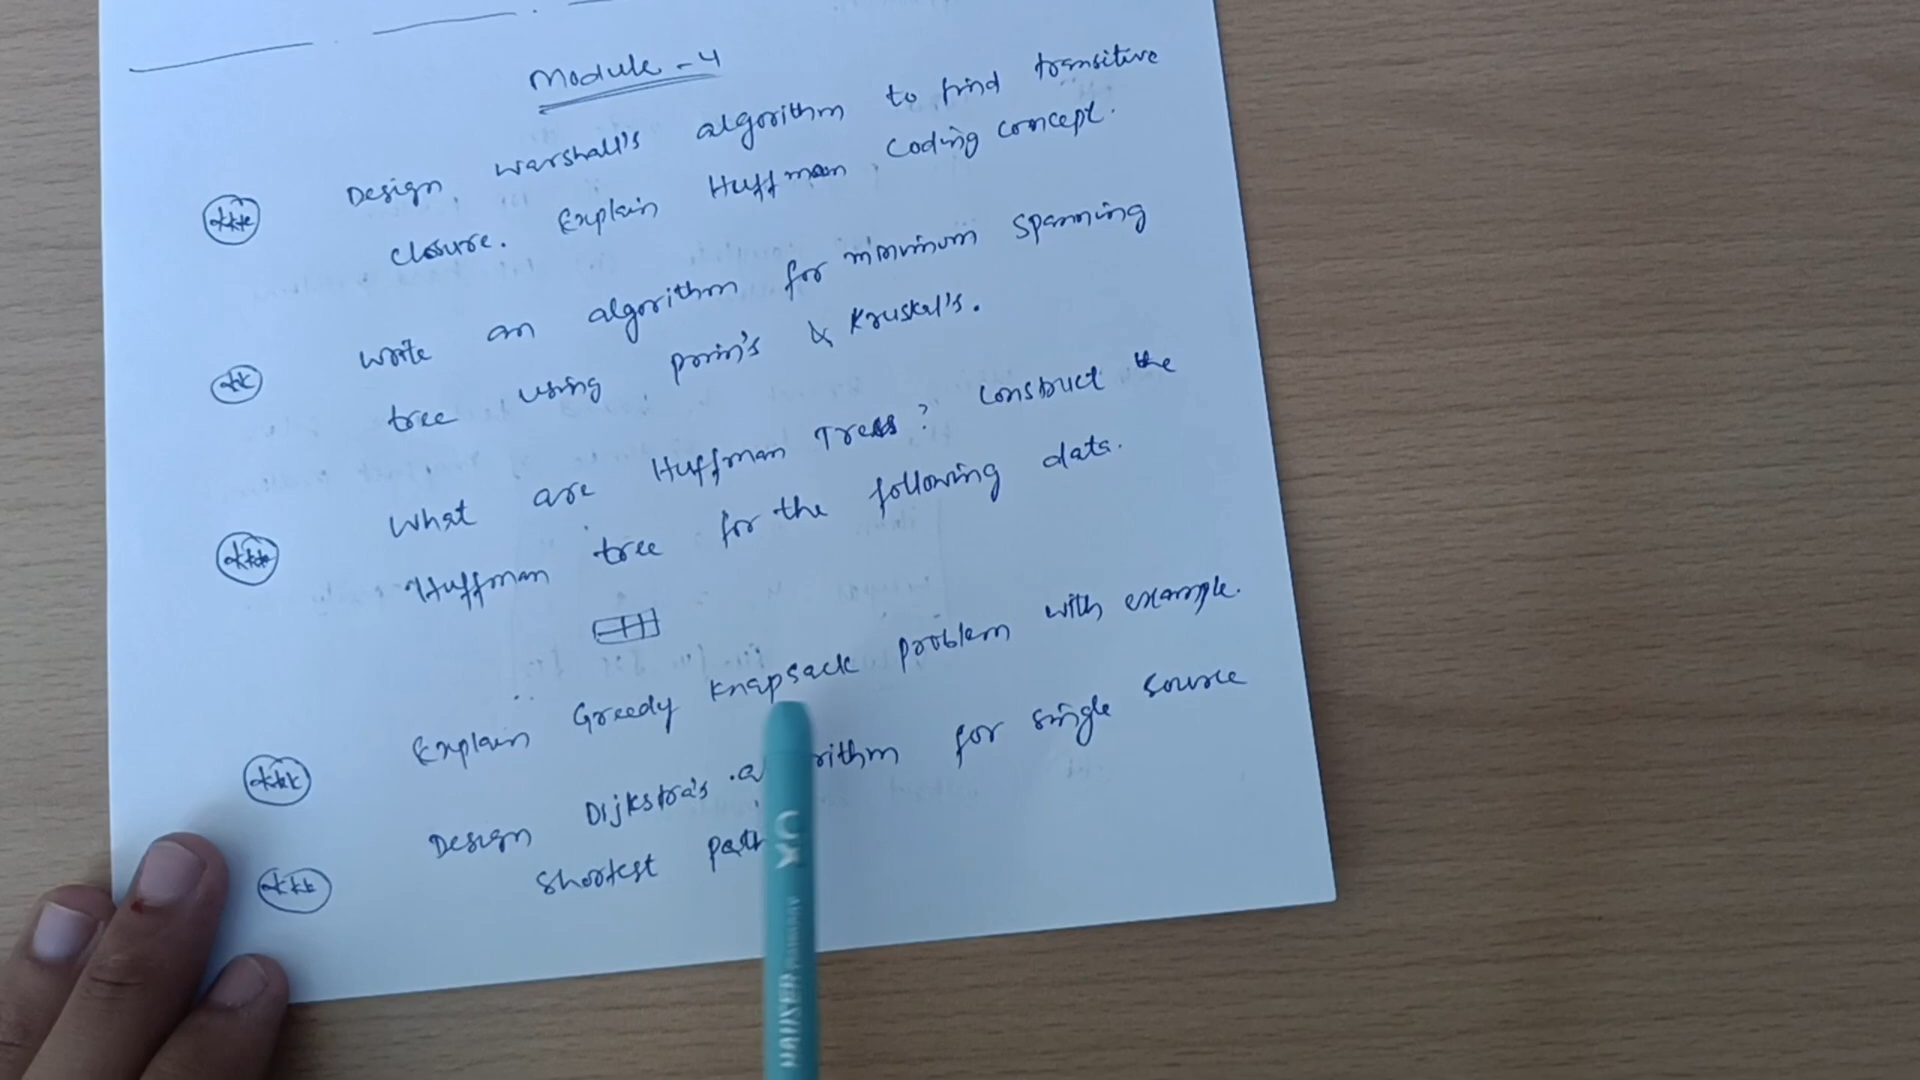 Module - 4
*** Design Warshall's algorithm to find transitive
closure. Explain Huffman Coding concept.
** Write an algorithm for minimum spanning
tree using prim's & Kruskal's.
*** What are Huffman Tress? Construct the
Huffman tree for the following data.
*** Explain Greedy Knapsack problem with example.
*** Design Dijkstra's for single source
shortest path